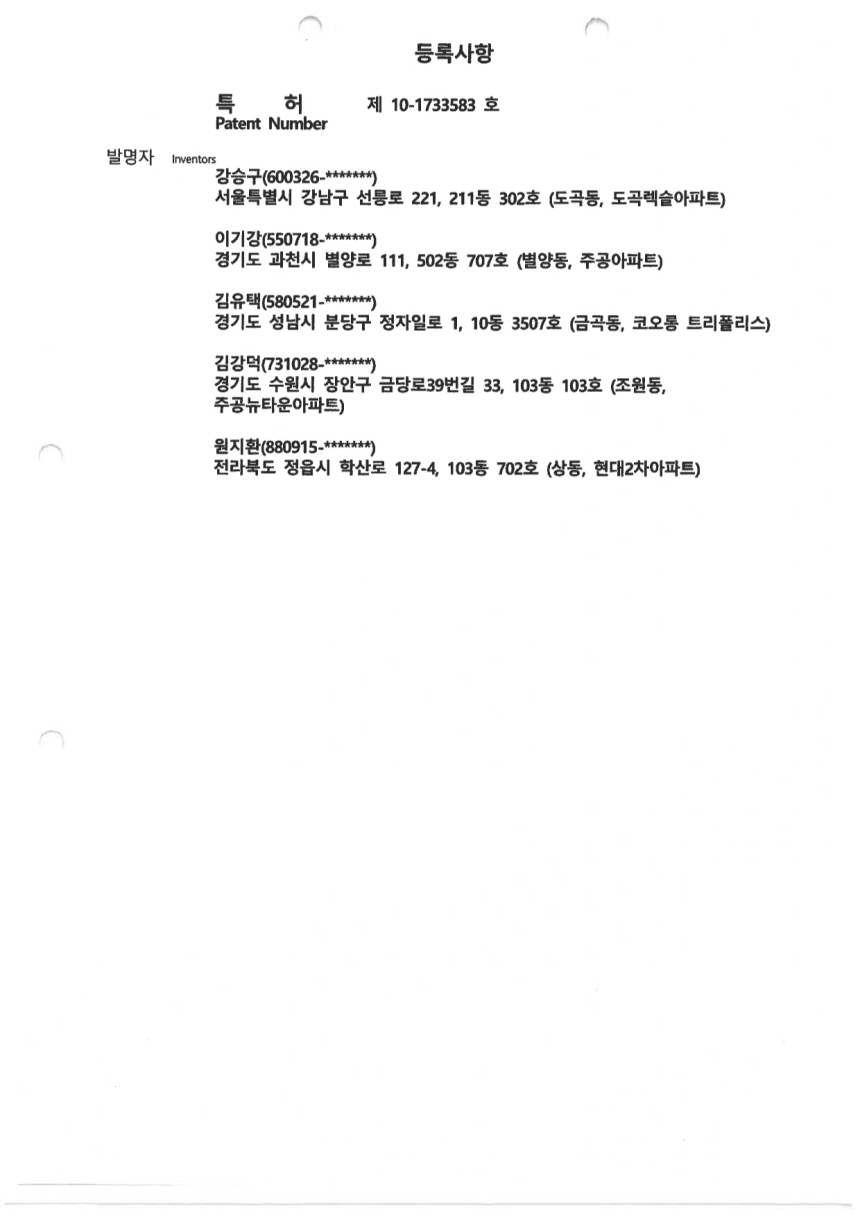 등록사항
특 허 제 10-1733583 호
Patent Number
발명자 Inventors
강승구(600326-*******)
서울특별시 강남구 선릉로 221, 211동 302호 (도곡동, 도곡렉슬아파트)
이기강(550718-*******)
경기도 과천시 별양로 111, 502동 707호 (별양동, 주공아파트)
김유택(580521-*******)
경기도 성남시 분당구 정자일로 1, 10동 3507호 (금곡동, 코오롱 트리폴리스)
김강덕(731028-*******)
경기도 수원시 장안구 금당로39번길 33, 103동 103호 (조원동,
주공뉴타운아파트)
원지환(880915-*******)
전라북도 정읍시 학산로 127-4, 103동 702호 (상동, 현대2차아파트)